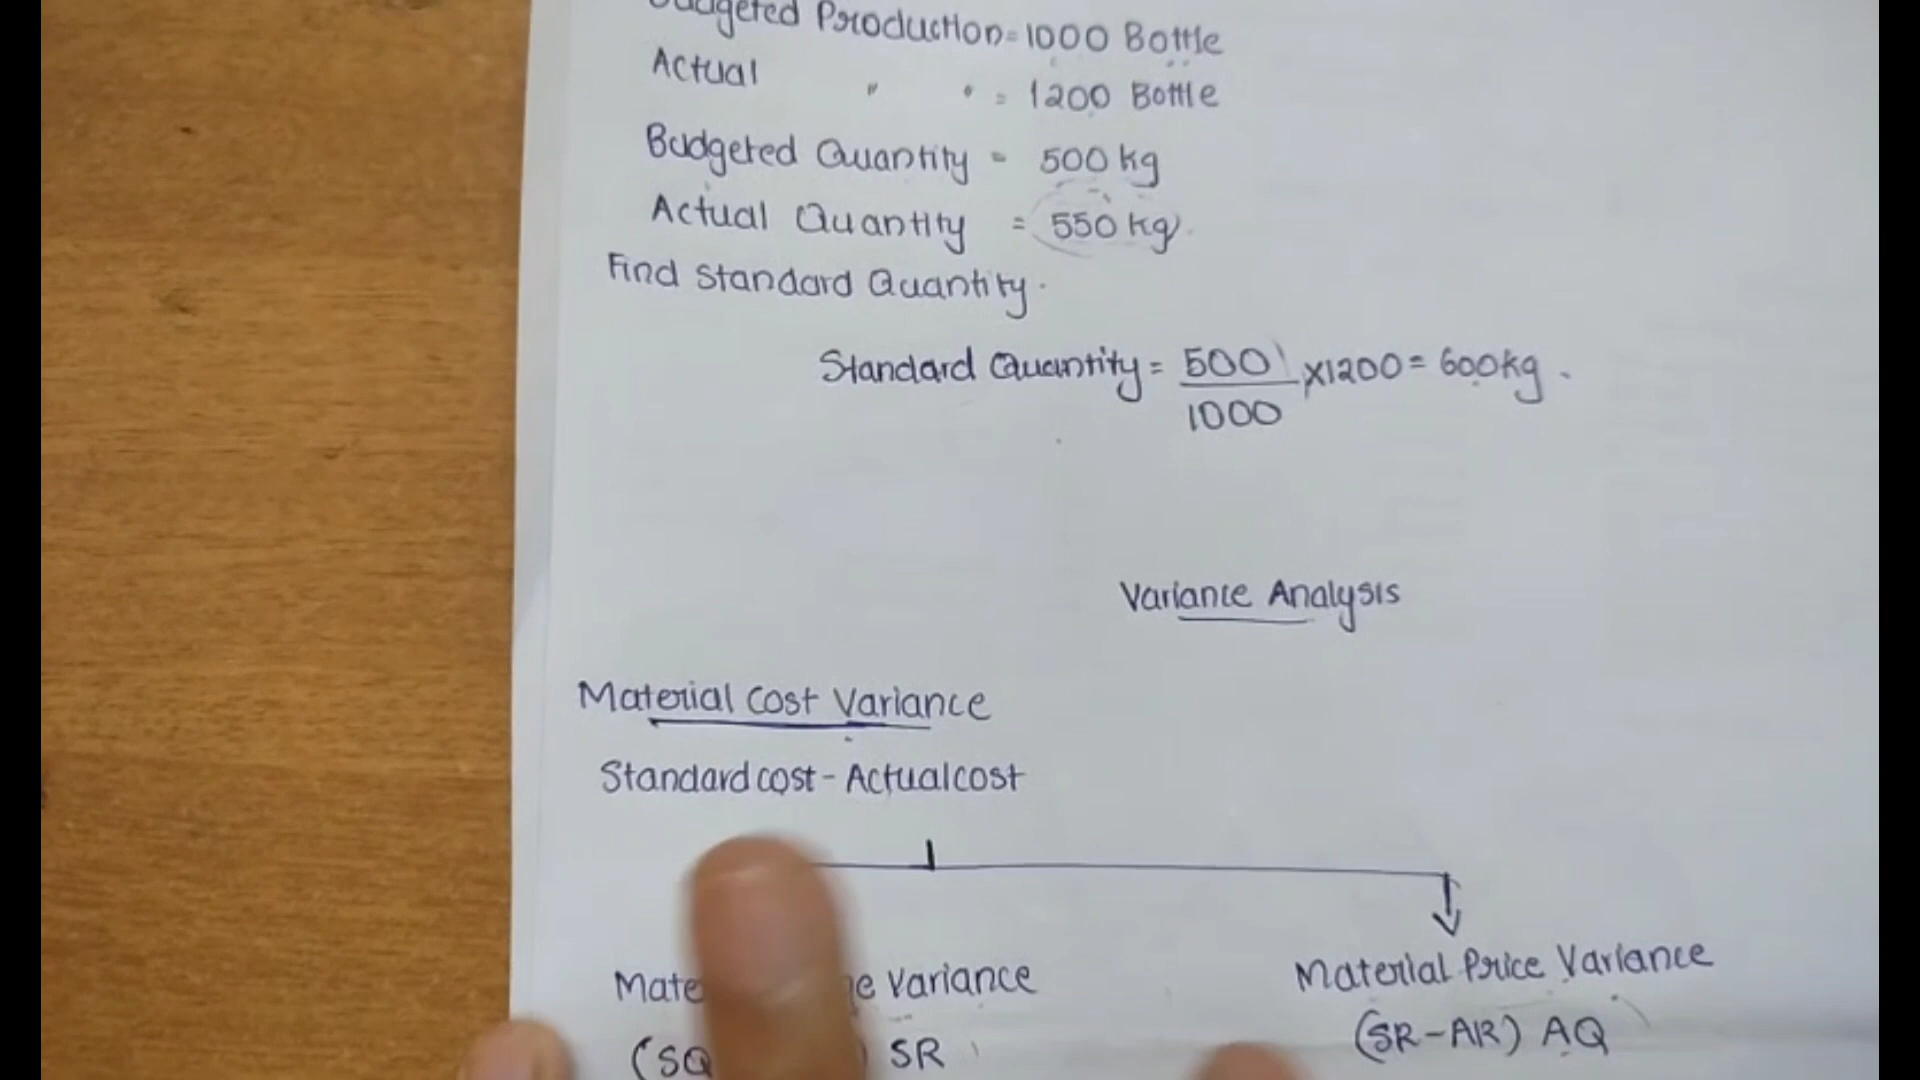 Budgeted Production = 1000 Bottle
Actual " " = 1200 Bottle
Budgeted Quantity = 500 kg
Actual Quantity = 550 kg.
Find Standard Quantity.
Standard Quantity = 500/1000 x1200 = 600kg.
Variance Analysis
Material Cost Variance
Standard cost - Actual cost
Variance Material Price Variance
(SQ ) SR (SR-AR) AQ